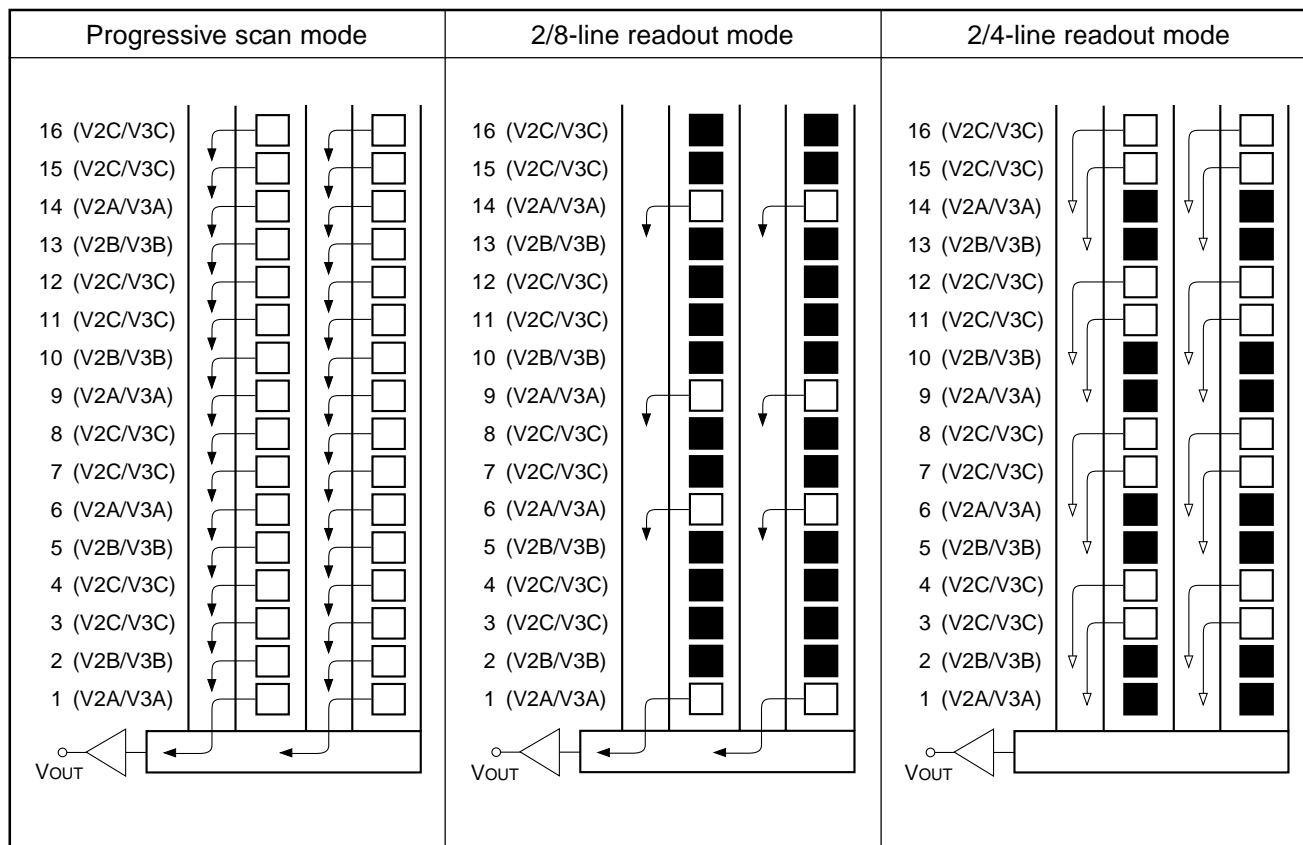 Progressive scan mode
2/8-line readout mode
2/4-line readout mode
16 (V2C/V3C)
15 (V2C/V3C)
14 (V2A/V3A)
13 (V2B/V3B)
12 (V2C/V3C)
11 (V2C/V3C)
10 (V2B/V3B)
9 (V2A/V3A)
8 (V2C/V3C)
7 (V2C/V3C)
6 (V2A/V3A)
5 (V2B/V3B)
4 (V2C/V3C)
3 (V2C/V3C)
2 (V2B/V3B)
1 (V2A/V3A)
VOUT
16 (V2C/V3C)
15 (V2C/V3C)
14 (V2A/V3A)
13 (V2B/V3B)
12 (V2C/V3C)
11 (V2C/V3C)
10 (V2B/V3B)
9 (V2A/V3A)
8 (V2C/V3C)
7 (V2C/V3C)
6 (V2A/V3A)
5 (V2B/V3B)
4 (V2C/V3C)
3 (V2C/V3C)
2 (V2B/V3B)
1 (V2A/V3A)
VOUT
16 (V2C/V3C)
15 (V2C/V3C)
14 (V2A/V3A)
13 (V2B/V3B)
12 (V2C/V3C)
11 (V2C/V3C)
10 (V2B/V3B)
9 (V2A/V3A)
8 (V2C/V3C)
7 (V2C/V3C)
6 (V2A/V3A)
5 (V2B/V3B)
4 (V2C/V3C)
3 (V2C/V3C)
2 (V2B/V3B)
1 (V2A/V3A)
VOUT